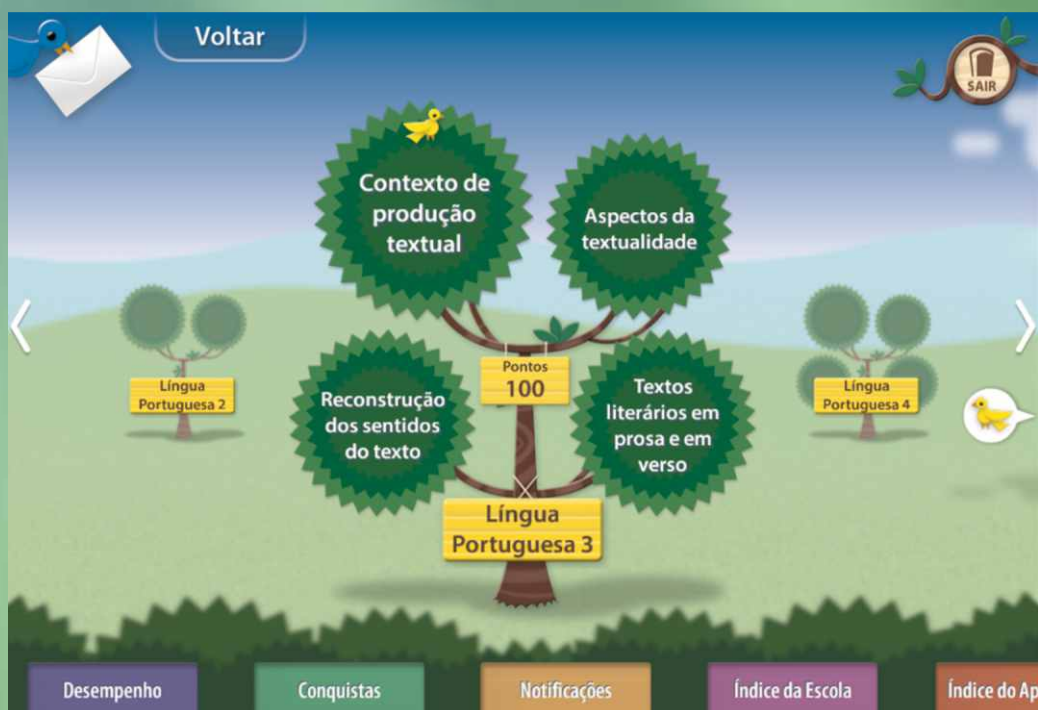 Voltar
SAIR
Contexto de
produção
textual
Aspectos da
textualidade
Pontos
100
Reconstrução
dos sentidos
do texto
Textos
literários em
prosa e em
verso
Língua
Portuguesa 2
Língua
Portuguesa 4
Língua
Portuguesa 3
Desempenho
Conquistas
Notificações
Índice da Escola
Índice do Ap